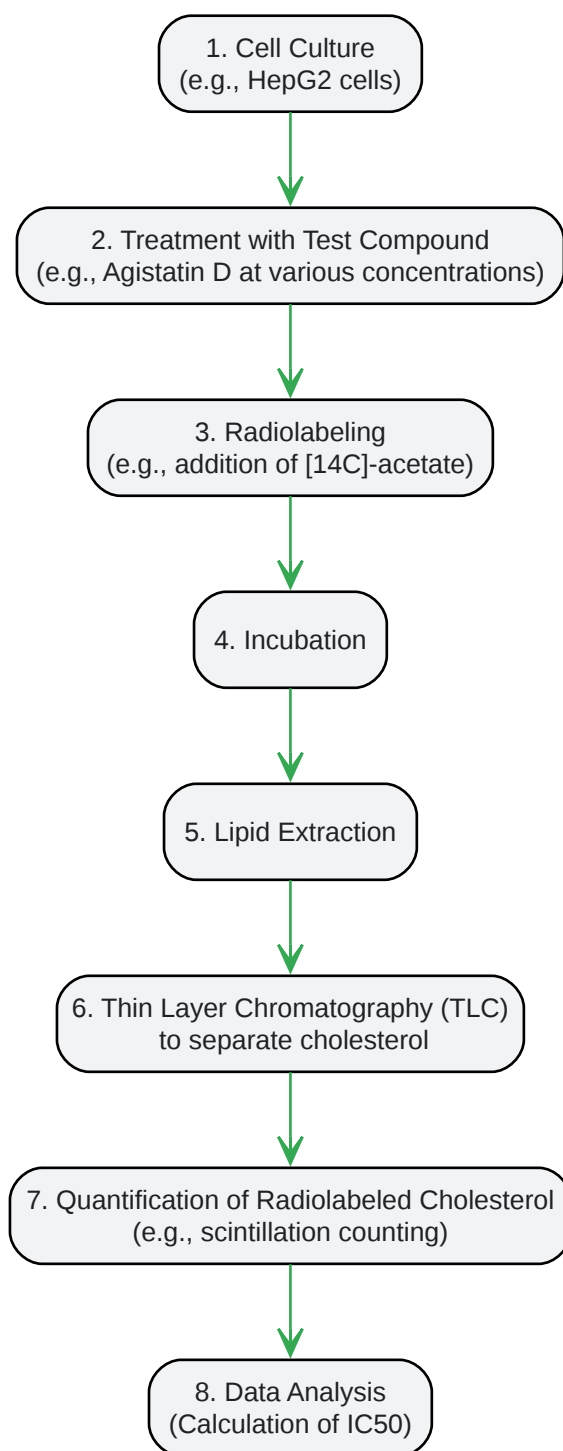 1. Cell Culture
(e.g., HepG2 cells)
2. Treatment with Test Compound
(e.g., Agistatin D at various concentrations)
3. Radiolabeling
(e.g., addition of [14C]-acetate)
4. Incubation
5. Lipid Extraction
6. Thin Layer Chromatography (TLC)
to separate cholesterol
7. Quantification of Radiolabeled Cholesterol
(e.g., scintillation counting)
8. Data Analysis
(Calculation of IC50)